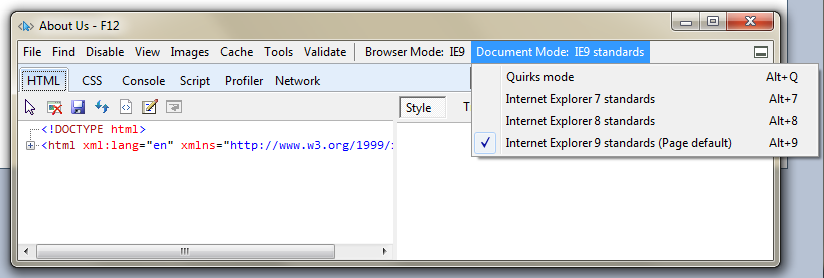 About Us - F12
File Find Disable View Images Cache Tools Validate Browser Mode: IE9 Document Mode: IE9 standards
HTML CSS Console Script Profiler Network
Quirks mode Alt+Q
Internet Explorer 7 standards Alt+7
Internet Explorer 8 standards Alt+8
Internet Explorer 9 standards (Page default) Alt+9
Style T
<!DOCTYPE html>
<html xml:lang="en" xmlns="http://www.w3.org/1999/